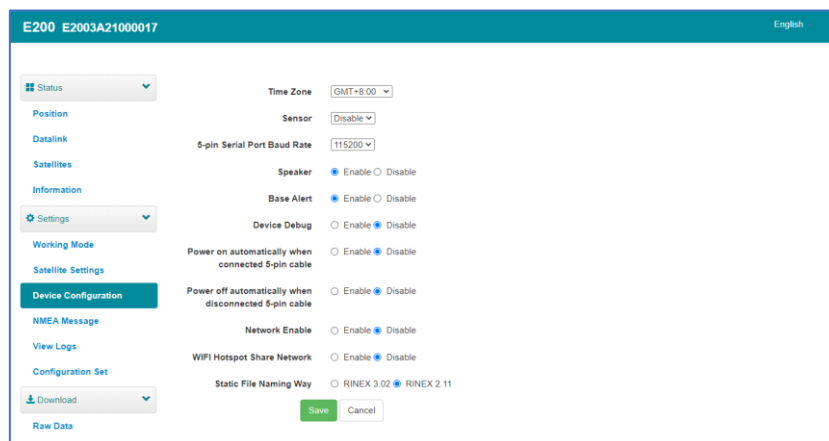 E200 E2003A21000017
English
Status
Position
Datalink
Satellites
Information
Settings
Working Mode
Satellite Settings
Device Configuration
NMEA Message
View Logs
Configuration Set
Download
Raw Data
Time Zone GMT+8:00
Sensor Disable
5-pin Serial Port Baud Rate 115200
Speaker Enable Disable
Base Alert Enable Disable
Device Debug Enable Disable
Power on automatically when Enable Disable
connected 5-pin cable
Power off automatically when Enable Disable
disconnected 5-pin cable
Network Enable Enable Disable
WIFI Hotspot Share Network Enable Disable
Static File Naming Way RINEX 3.02 RINEX 2.11
Save Cancel